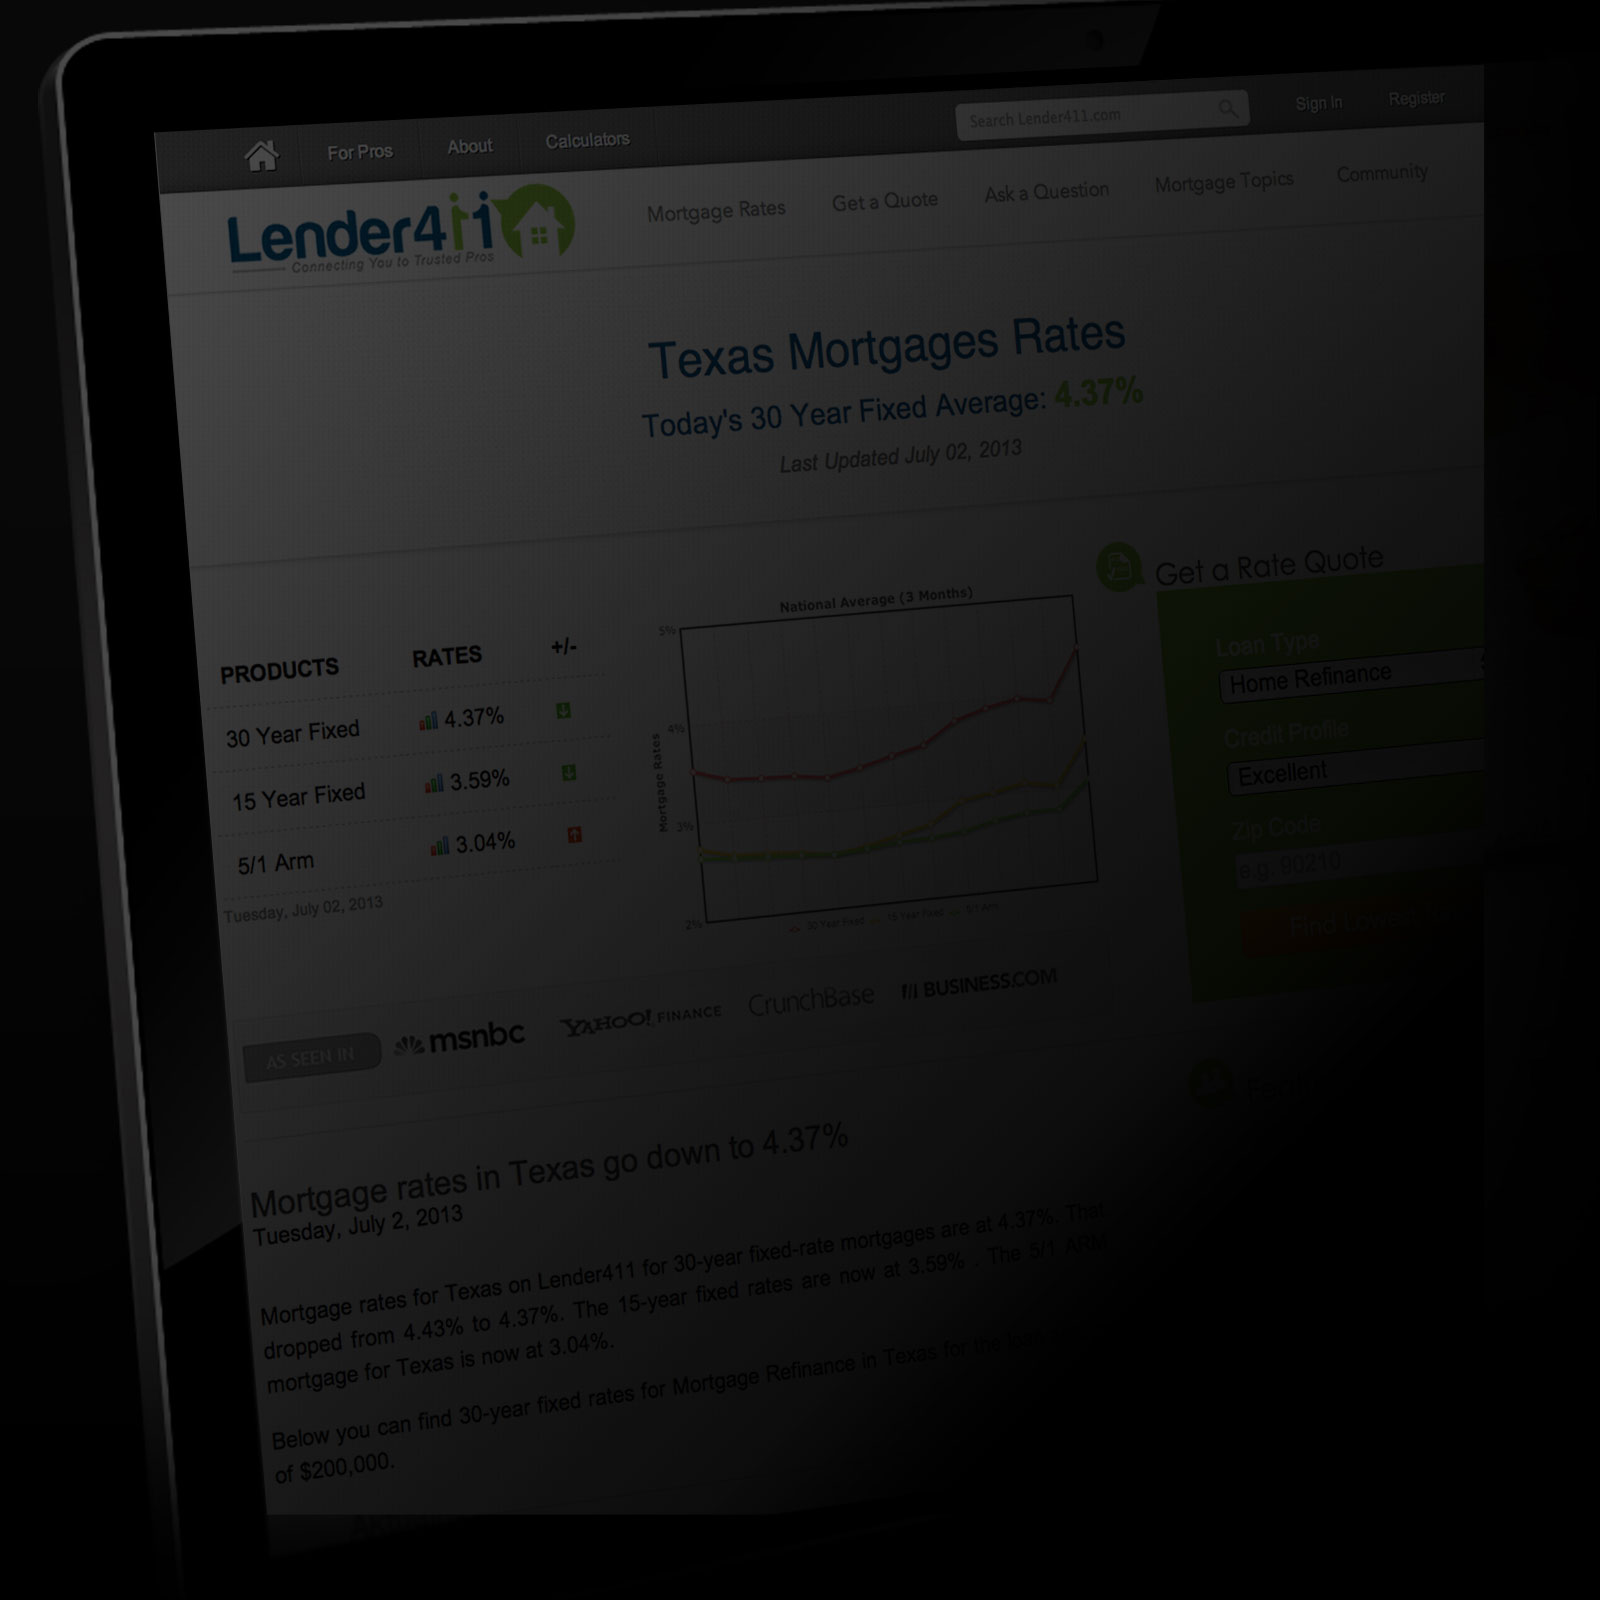 For Pros
About
Calculators
Search Lender411.com
Sign In
Register
Lender411
Connecting You to Trusted Pros
Mortgage Rates
Get a Quote
Ask a Question
Mortgage Topics
Community
Texas Mortgages Rates
Today's 30 Year Fixed Average: 4.37%
Last Updated July 02, 2013
PRODUCTS RATES +/-
30 Year Fixed 4.37%
15 Year Fixed 3.59%
5/1 Arm 3.04%
Tuesday, July 02, 2013
National Average (3 Months)
5%
4%
3%
2%
Mortgage Rates
30 Year Fixed 15 Year Fixed 5/1 Arm
Get a Rate Quote
Loan Type
Home Refinance
Credit Profile
Excellent
Zip Code
e.g. 90210
Find Lowest
AS SEEN IN
msnbc
YAHOO! FINANCE
CrunchBase
BUSINESS.COM
Mortgage rates in Texas go down to 4.37%
Tuesday, July 2, 2013
Mortgage rates for Texas on Lender411 for 30-year fixed-rate mortgages are at 4.37%. That
dropped from 4.43% to 4.37%. The 15-year fixed rates are now at 3.59% . The 5/1 ARM
mortgage for Texas is now at 3.04%.
Below you can find 30-year fixed rates for Mortgage Refinance in Texas for the loan
of $200,000.